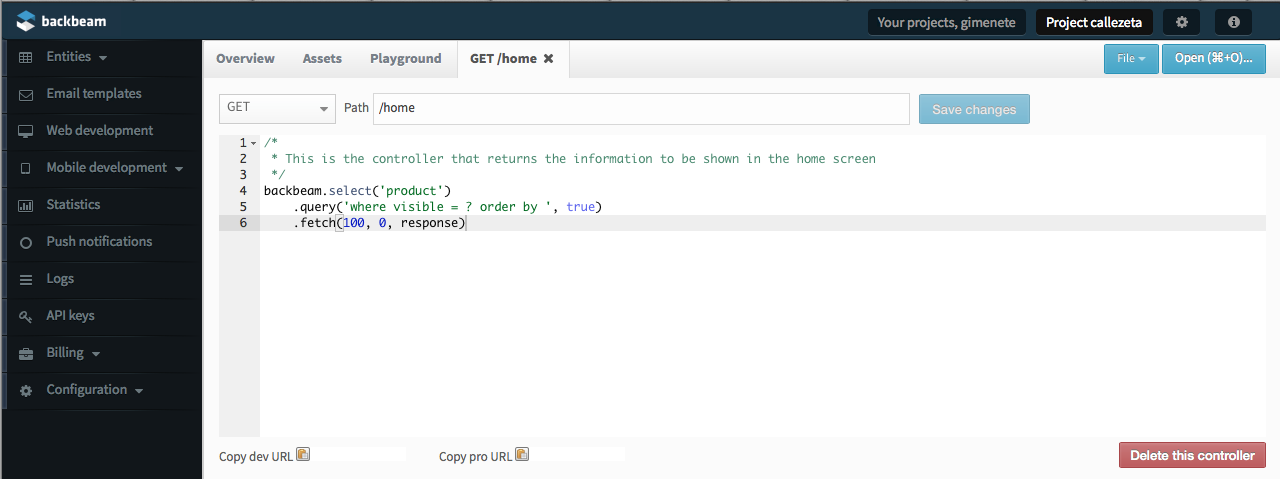 backbeam
Your projects, gimenete
Project callezeta
Entities
Email templates
Web development
Mobile development
Statistics
Push notifications
Logs
API keys
Billing
Configuration
Overview Assets Playground GET /home ✖
File
Open (⌘+O)...
GET Path /home Save changes
1 /*
2  * This is the controller that returns the information to be shown in the home screen
3  */
4 backbeam.select('product')
5     .query('where visible = ? order by ', true)
6     .fetch(100, 0, response)
Copy dev URL Copy pro URL
Delete this controller